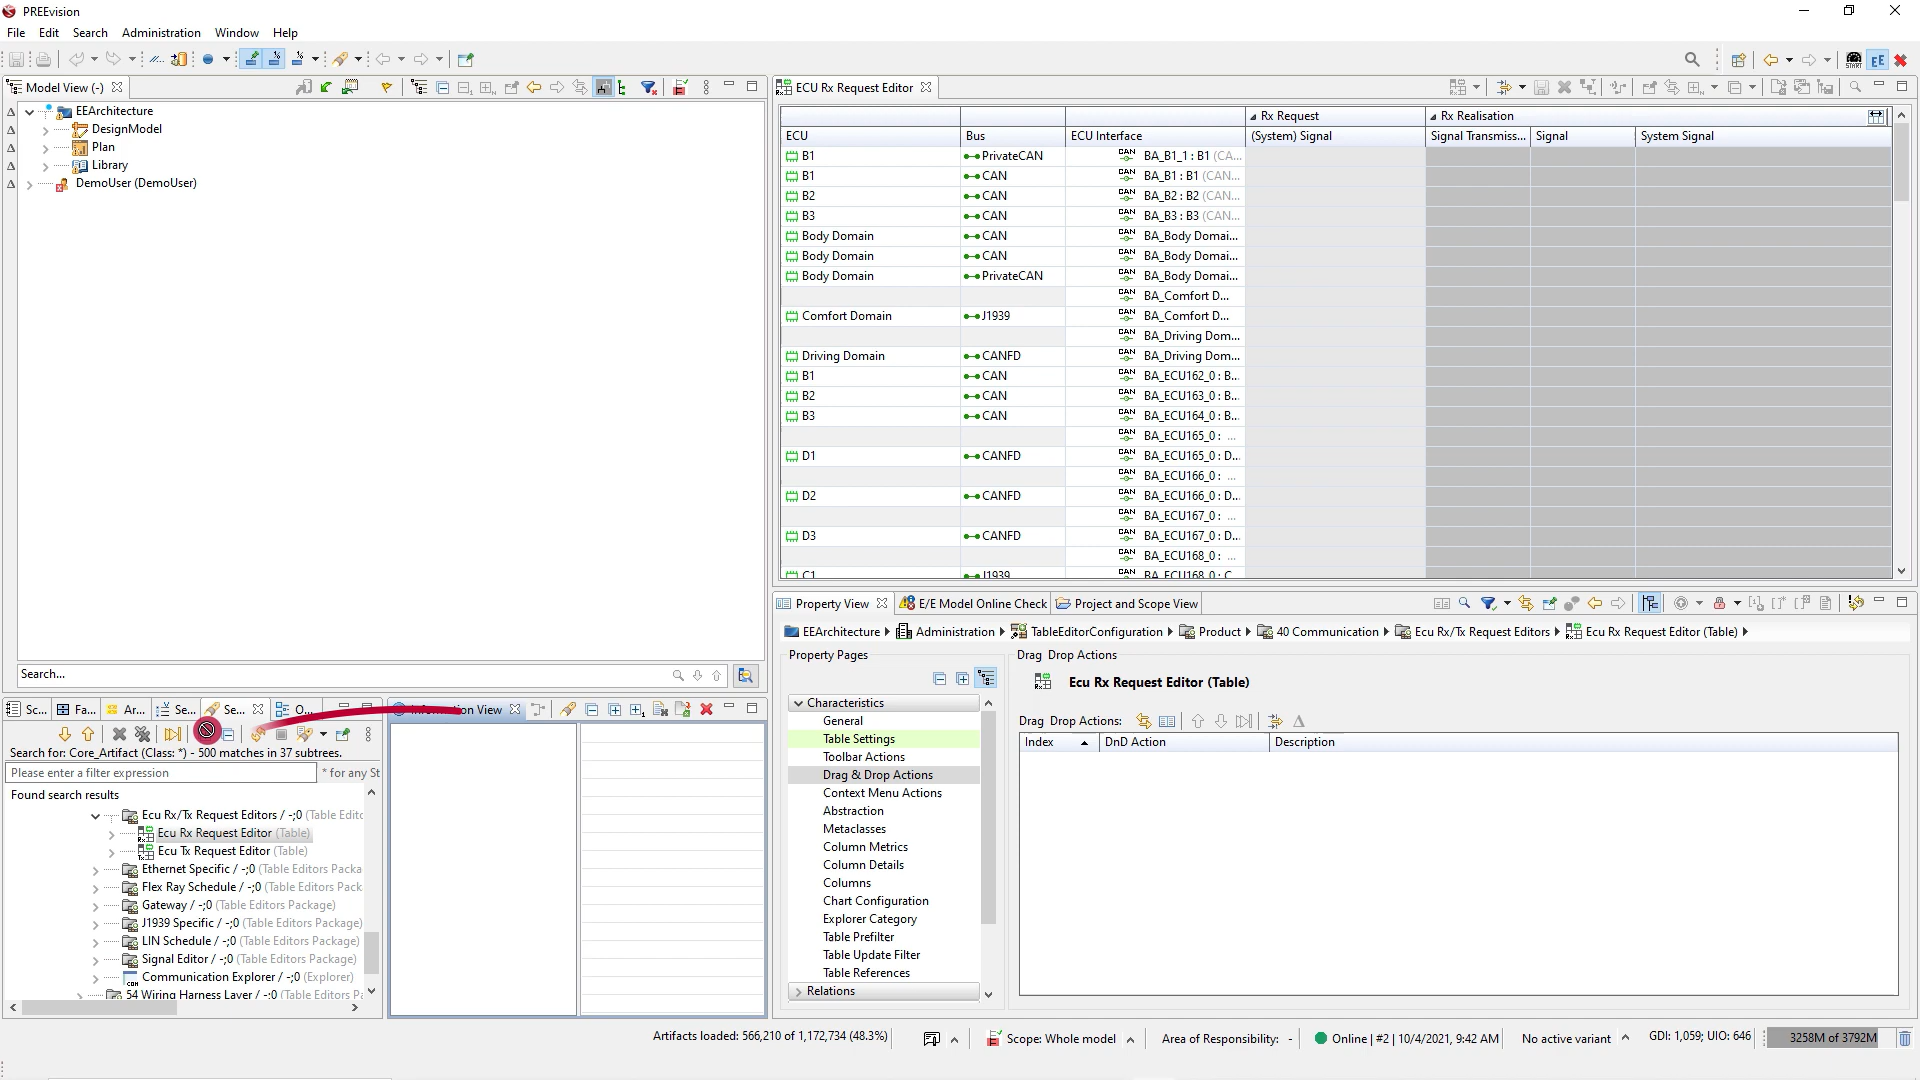 PREEvision
File Edit Search Administration Window Help
Model View (-)
EEArchitecture
DesignModel
Plan
Library
DemoUser (DemoUser)
Search...
ECU Rx Request Editor
Rx Request Rx Realisation
ECU Bus ECU Interface (System) Signal Signal Transmiss... Signal System Signal
B1 PrivateCAN BA_B1_1 : B1 (CA...
B1 CAN BA_B1 : B1 (CAN...
B2 CAN BA_B2 : B2 (CAN...
B3 CAN BA_B3 : B3 (CAN...
Body Domain CAN BA_Body Domai...
Body Domain CAN BA_Body Domai...
Body Domain PrivateCAN BA_Body Domai...
BA_Comfort D...
Comfort Domain J1939 BA_Comfort D...
BA_Driving Dom...
Driving Domain CANFD BA_Driving Dom...
B1 CAN BA_ECU162_0 : B...
B2 CAN BA_ECU163_0 : B...
B3 CAN BA_ECU164_0 : B...
BA_ECU165_0 : ...
D1 CANFD BA_ECU165_0 : D...
BA_ECU166_0 : ...
D2 CANFD BA_ECU166_0 : D...
BA_ECU167_0 : ...
D3 CANFD BA_ECU167_0 : D...
BA_ECU168_0 : ...
C1 J1939 BA_ECU168_0 : C...
Sc... Fa... Ar... Se... Se... O...
Information View
Search for: Core_Artifact (Class: *) - 500 matches in 37 subtrees.
Please enter a filter expression * for any St
Found search results
Ecu Rx/Tx Request Editors / -;0 (Table Edito
Ecu Rx Request Editor (Table)
Ecu Tx Request Editor (Table)
Ethernet Specific / -;0 (Table Editors Packa
Flex Ray Schedule / -;0 (Table Editors Pack
Gateway / -;0 (Table Editors Package)
J1939 Specific / -;0 (Table Editors Package)
LIN Schedule / -;0 (Table Editors Package)
Signal Editor / -;0 (Table Editors Package)
Communication Explorer / -;0 (Explorer)
54 Wiring Harness Layer / -;0 (Table Editors P
Property View E/E Model Online Check Project and Scope View
EEArchitecture Administration TableEditorConfiguration Product 40 Communication Ecu Rx/Tx Request Editors Ecu Rx Request Editor (Table)
Property Pages
Characteristics
General
Table Settings
Toolbar Actions
Drag & Drop Actions
Context Menu Actions
Abstraction
Metaclasses
Column Metrics
Column Details
Columns
Chart Configuration
Explorer Category
Table Prefilter
Table Update Filter
Table References
Relations
Drag Drop Actions
Ecu Rx Request Editor (Table)
Drag Drop Actions:
Index DnD Action Description
Artifacts loaded: 566,210 of 1,172,734 (48.3%) Scope: Whole model Area of Responsibility: - Online | #2 | 10/4/2021, 9:42 AM No active variant GDI: 1,059; UIO: 646 3258M of 3792M